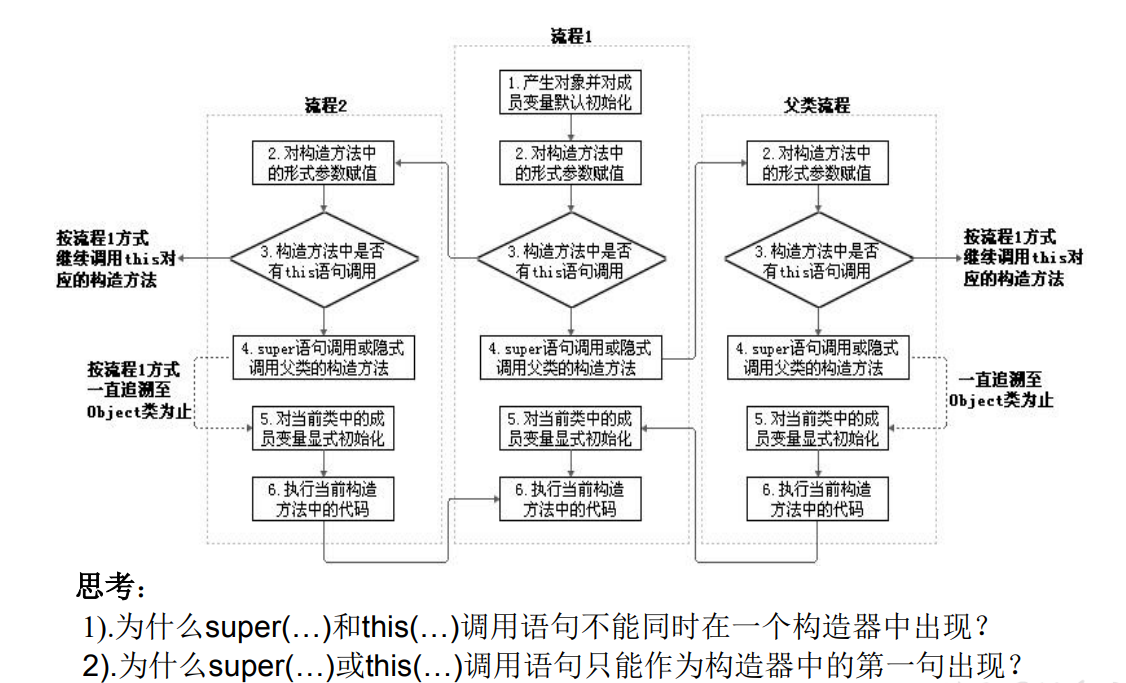 流程1
1.产生对象并对成
员变量默认初始化
2.对构造方法中
的形式参数赋值
3.构造方法中是否
有this语句调用
4.super语句调用或隐式
调用父类的构造方法
5.对当前类中的成
员变量显式初始化
6.执行当前构造
方法中的代码
流程2
2.对构造方法中
的形式参数赋值
3.构造方法中是否
有this语句调用
按流程1方式
继续调用this对
应的构造方法
4.super语句调用或隐式
调用父类的构造方法
按流程1方式
一直追溯至
Object类为止
5.对当前类中的成
员变量显式初始化
6.执行当前构造
方法中的代码
父类流程
2.对构造方法中
的形式参数赋值
3.构造方法中是否
有this语句调用
按流程1方式
继续调用this对
应的构造方法
4.super语句调用或隐式
调用父类的构造方法
一直追溯至
Object类为止
5.对当前类中的成
员变量显式初始化
6.执行当前构造
方法中的代码
思考：
1).为什么super(…)和this(…)调用语句不能同时在一个构造器中出现？
2).为什么super(…)或this(…)调用语句只能作为构造器中的第一句出现？